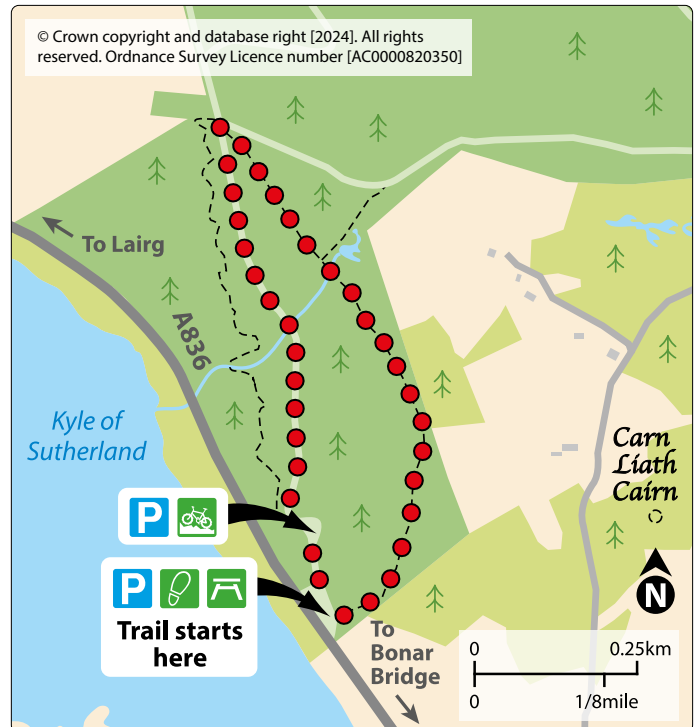 © Crown copyright and database right [2024]. All rights
reserved. Ordnance Survey Licence number [AC0000820350]
To Lairg
A836
Kyle of
Sutherland
Carn
Liath
Cairn
P
P
Trail starts
here
N
To
Bonar
Bridge
0 0.25km
0 1/8mile